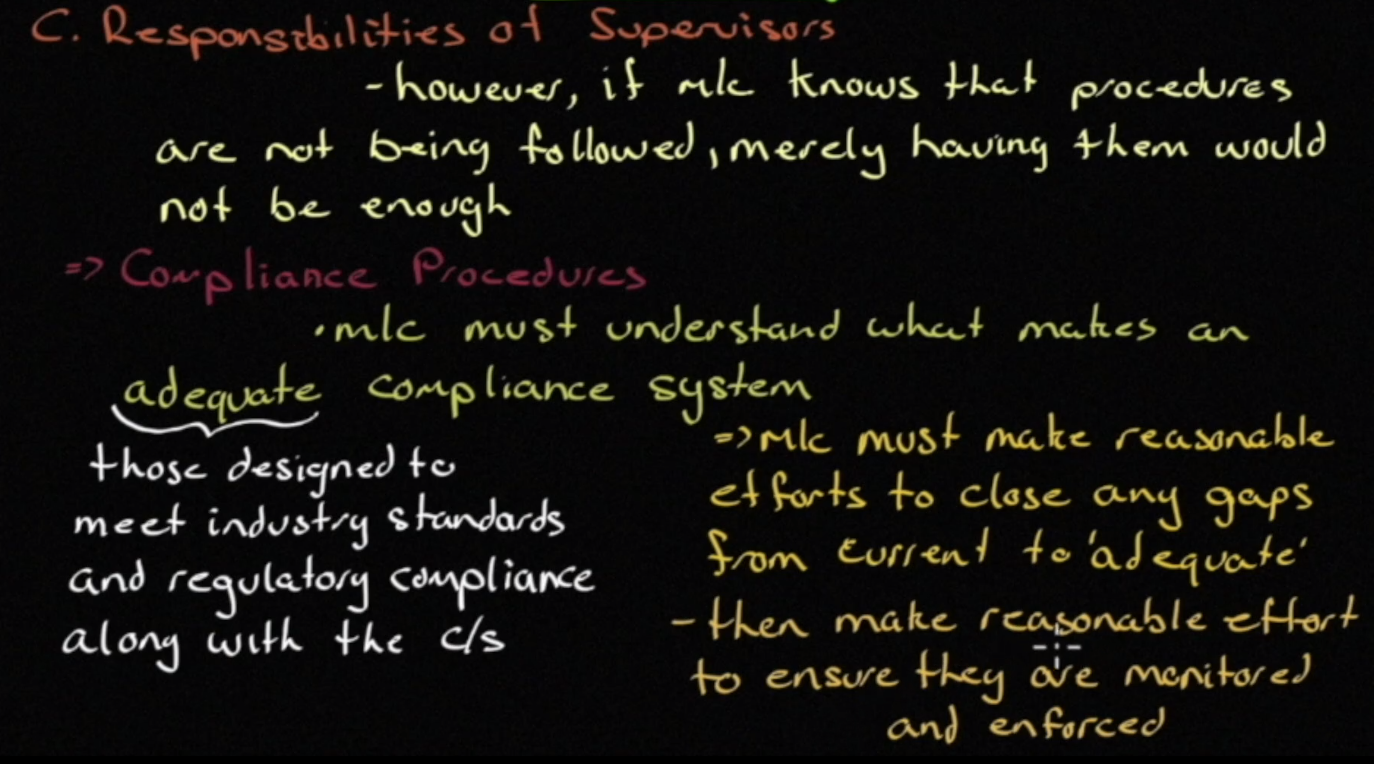 C. Responsibilities of Supervisors
- however, if m/c knows that procedures
are not being followed, merely having them would
not be enough
=> Compliance Procedures
• m/c must understand what makes an
adequate compliance system
those designed to
meet industry standards
and regulatory compliance
along with the c/s
=> m/c must make reasonable
efforts to close any gaps
from current to 'adequate'
- then make reasonable effort
to ensure they are monitored
and enforced